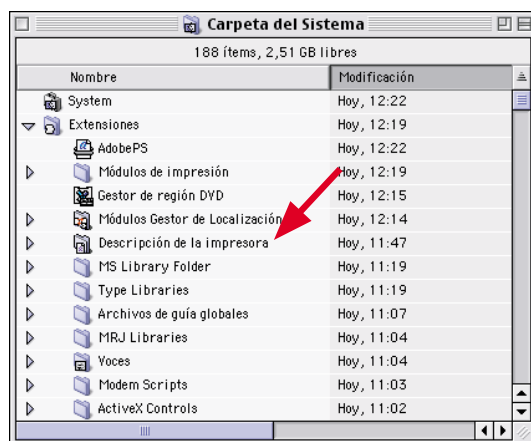 Carpeta del Sistema
188 ítems, 2,51 GB libres
Nombre Modificación
System Hoy, 12:22
Extensiones Hoy, 12:19
AdobePS Hoy, 12:22
Módulos de impresión Hoy, 12:19
Gestor de región DVD Hoy, 12:15
Módulos Gestor de Localización Hoy, 12:14
Descripción de la impresora Hoy, 11:47
MS Library Folder Hoy, 11:19
Type Libraries Hoy, 11:19
Archivos de guía globales Hoy, 11:07
MRJ Libraries Hoy, 11:04
Voces Hoy, 11:04
Modem Scripts Hoy, 11:03
ActiveX Controls Hoy, 11:02